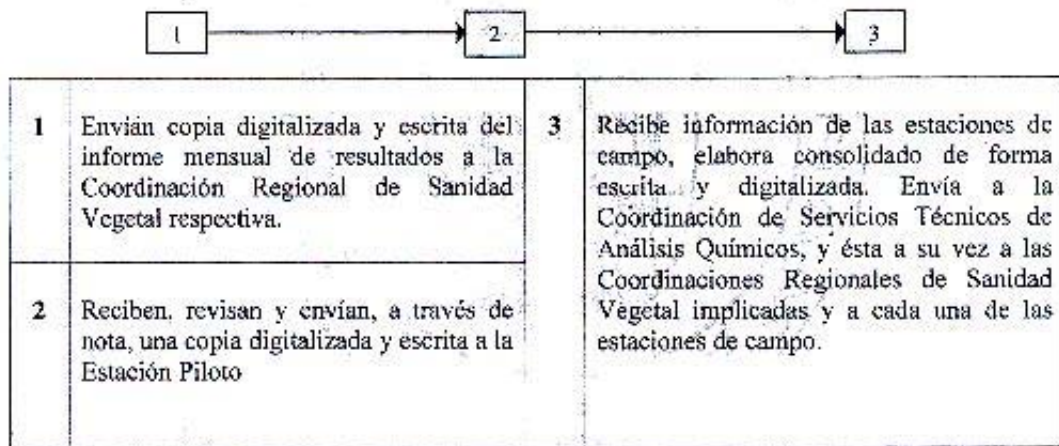 1 2 3
1 Envían copia digitalizada y escrita del
informe mensual de resultados a la
Coordinación Regional de Sanidad
Vegetal respectiva.
2 Reciben, revisan y envían, a través de
nota, una copia digitalizada y escrita a la
Estación Piloto
3 Recibe información de las estaciones de
campo, elabora consolidado de forma
escrita y digitalizada. Envía a la
Coordinación de Servicios Técnicos de
Análisis Químicos, y ésta a su vez a las
Coordinaciones Regionales de Sanidad
Vegetal implicadas y a cada una de las
estaciones de campo.